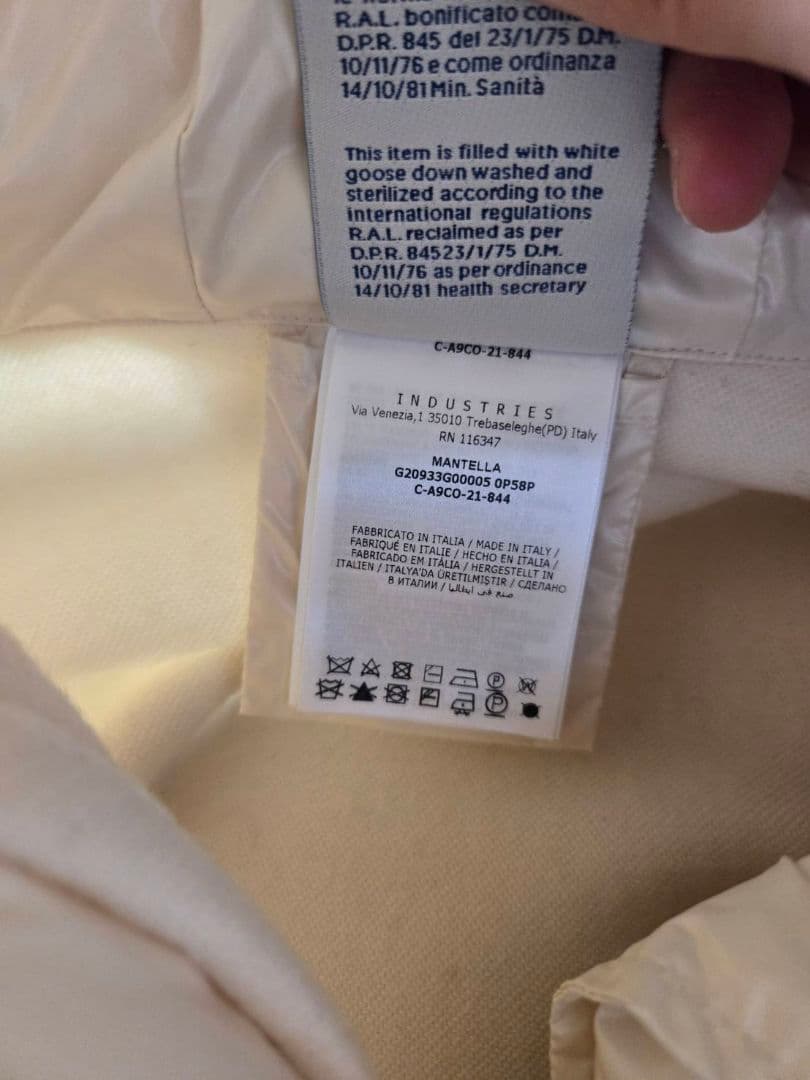 R.A.L. bonificato
D.P.R. 845 del 23/1/75 D.M.
10/11/76 e come ordinanza
14/10/81 Min. Sanità
This item is filled with white
goose down washed and
sterilized according to the
international regulations
R.A.L. reclaimed as per
D.P.R. 84523/1/75 D.M.
10/11/76 as per ordinance
14/10/81 health secretary
C-A9CO-21-844
INDUSTRIES
Via Venezia,1 35010 Trebaseleghe(PD) Italy
RN 116347
MANTELLA
G20933G00005 0P58P
C-A9CO-21-844
FABBRICATO IN ITALIA / MADE IN ITALY /
FABRIQUÉ EN ITALIE / HECHO EN ITALIA /
FABRICADO EM ITÁLIA / HERGESTELLT IN
ITALIEN / ITALYA'DA ÜRETILMIŞTIR / СДЕЛАНО
В ИТАЛИИ / صنع في ايطاليا
P W
P